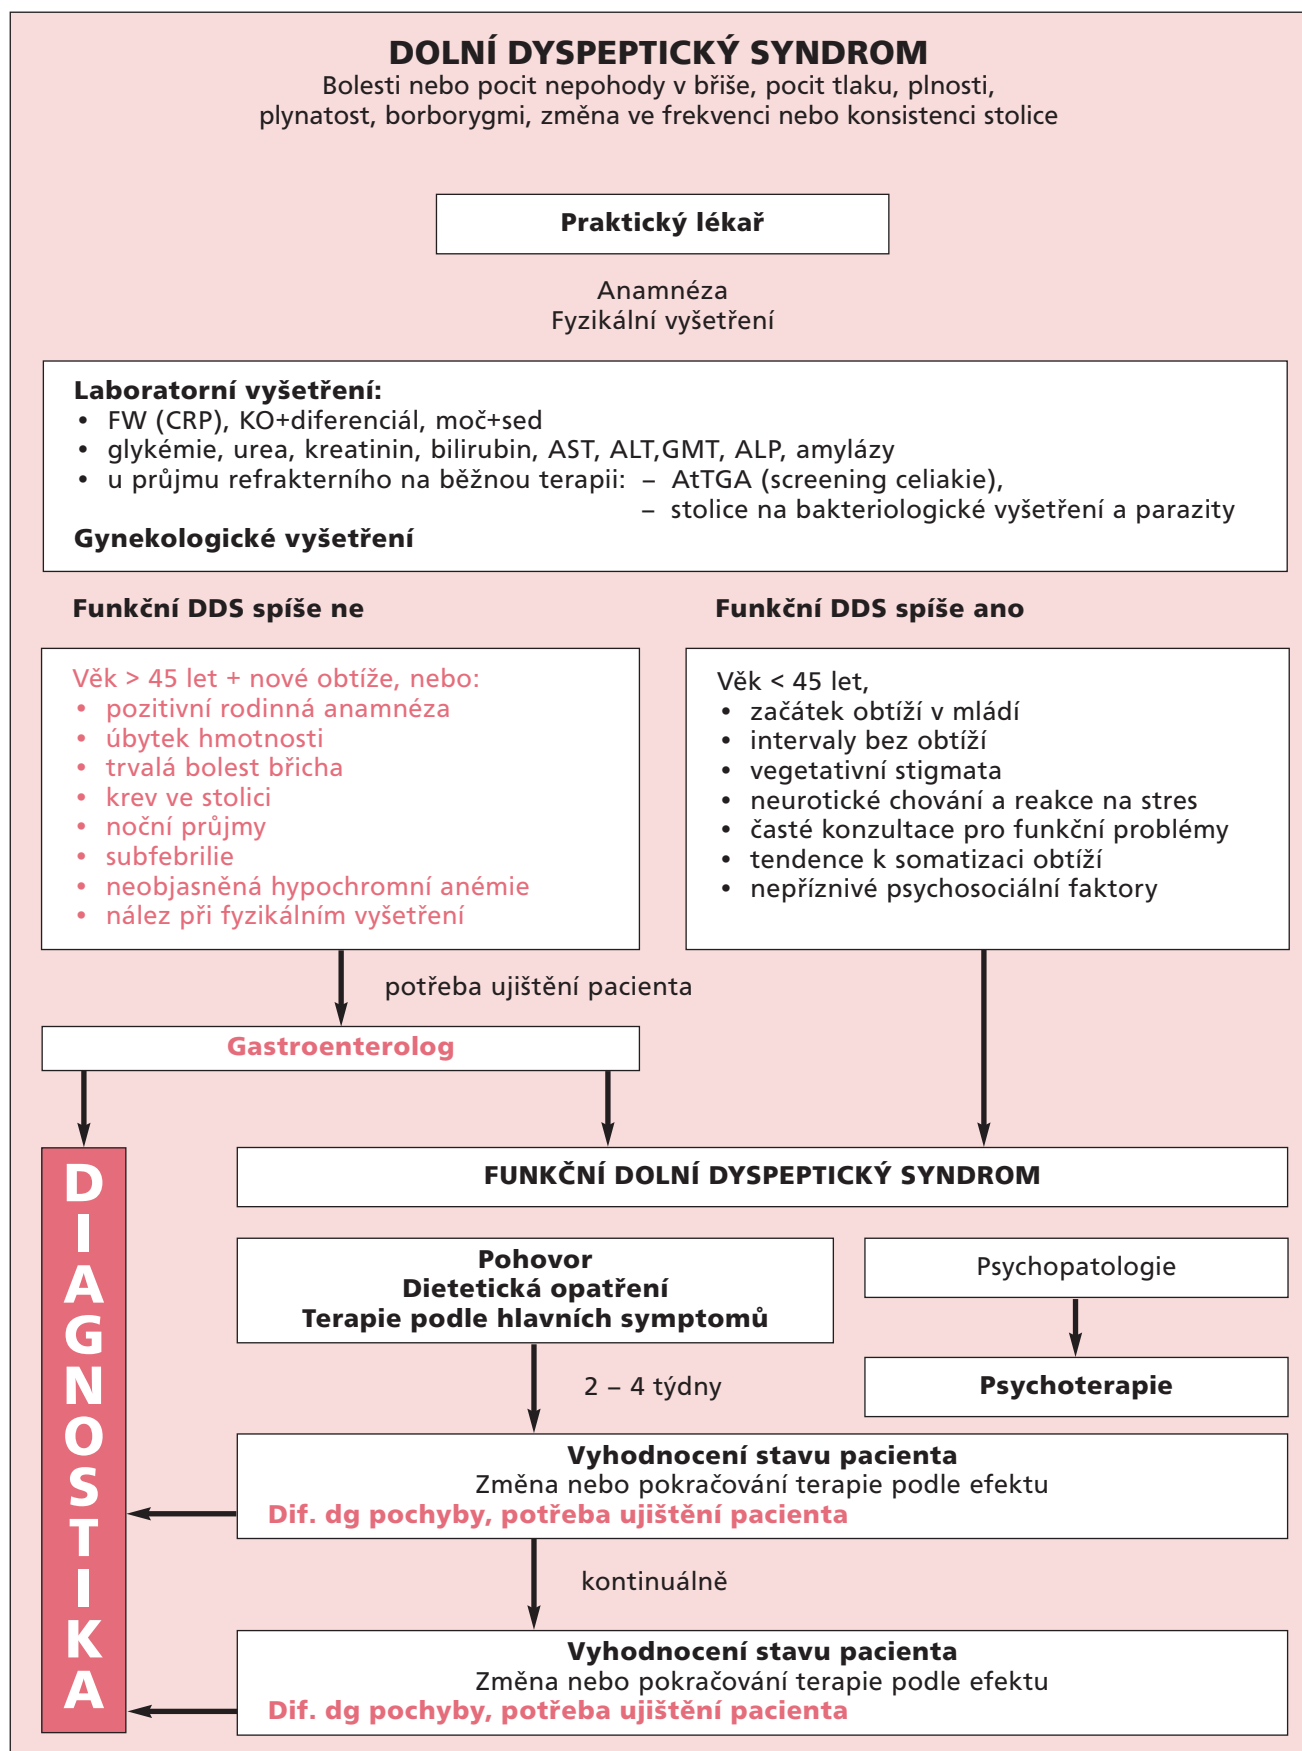 DOLNÍ DYSPEPTICKÝ SYNDROM
Bolesti nebo pocit nepohody v břiše, pocit tlaku, plnosti,
plynatost, borborygmi, změna ve frekvenci nebo konsistenci stolice
Praktický lékař
Anamnéza
Fyzikální vyšetření
Laboratorní vyšetření:
• FW (CRP), KO+diferenciál, moč+sed
• glykémie, urea, kreatinin, bilirubin, AST, ALT,GMT, ALP, amylázy
• u průjmu refrakterního na běžnou terapii: – AtTGA (screening celiakie),
– stolice na bakteriologické vyšetření a parazity
Gynekologické vyšetření
Funkční DDS spíše ne
Věk > 45 let + nové obtíže, nebo:
• pozitivní rodinná anamnéza
• úbytek hmotnosti
• trvalá bolest břicha
• krev ve stolici
• noční průjmy
• subfebrilie
• neobjasněná hypochromní anémie
• nález při fyzikálním vyšetření
Funkční DDS spíše ano
Věk < 45 let,
• začátek obtíží v mládí
• intervaly bez obtíží
• vegetativní stigmata
• neurotické chování a reakce na stres
• časté konzultace pro funkční problémy
• tendence k somatizaci obtíží
• nepříznivé psychosociální faktory
potřeba ujištění pacienta
Gastroenterolog
DIAGNOSTIKA
FUNKČNÍ DOLNÍ DYSPEPTICKÝ SYNDROM
Pohovor
Dietetická opatření
Terapie podle hlavních symptomů
Psychopatologie
Psychoterapie
2 – 4 týdny
Vyhodnocení stavu pacienta
Změna nebo pokračování terapie podle efektu
Dif. dg pochyby, potřeba ujištění pacienta
kontinuálně
Vyhodnocení stavu pacienta
Změna nebo pokračování terapie podle efektu
Dif. dg pochyby, potřeba ujištění pacienta